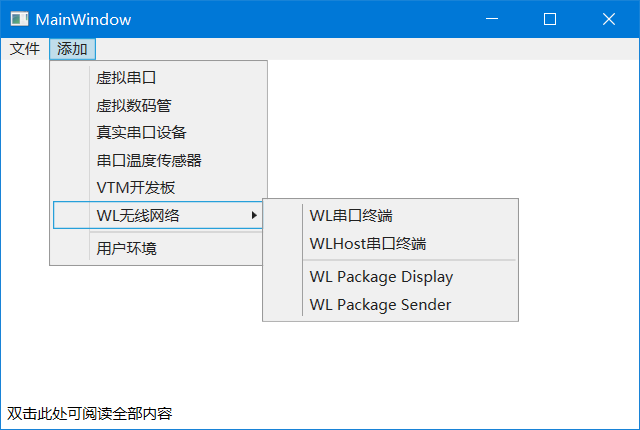 MainWindow
文件 添加
虚拟串口
虚拟数码管
真实串口设备
串口温度传感器
VTM开发板
WL无线网络
用户环境
WL串口终端
WLHost串口终端
WL Package Display
WL Package Sender
双击此处可阅读全部内容